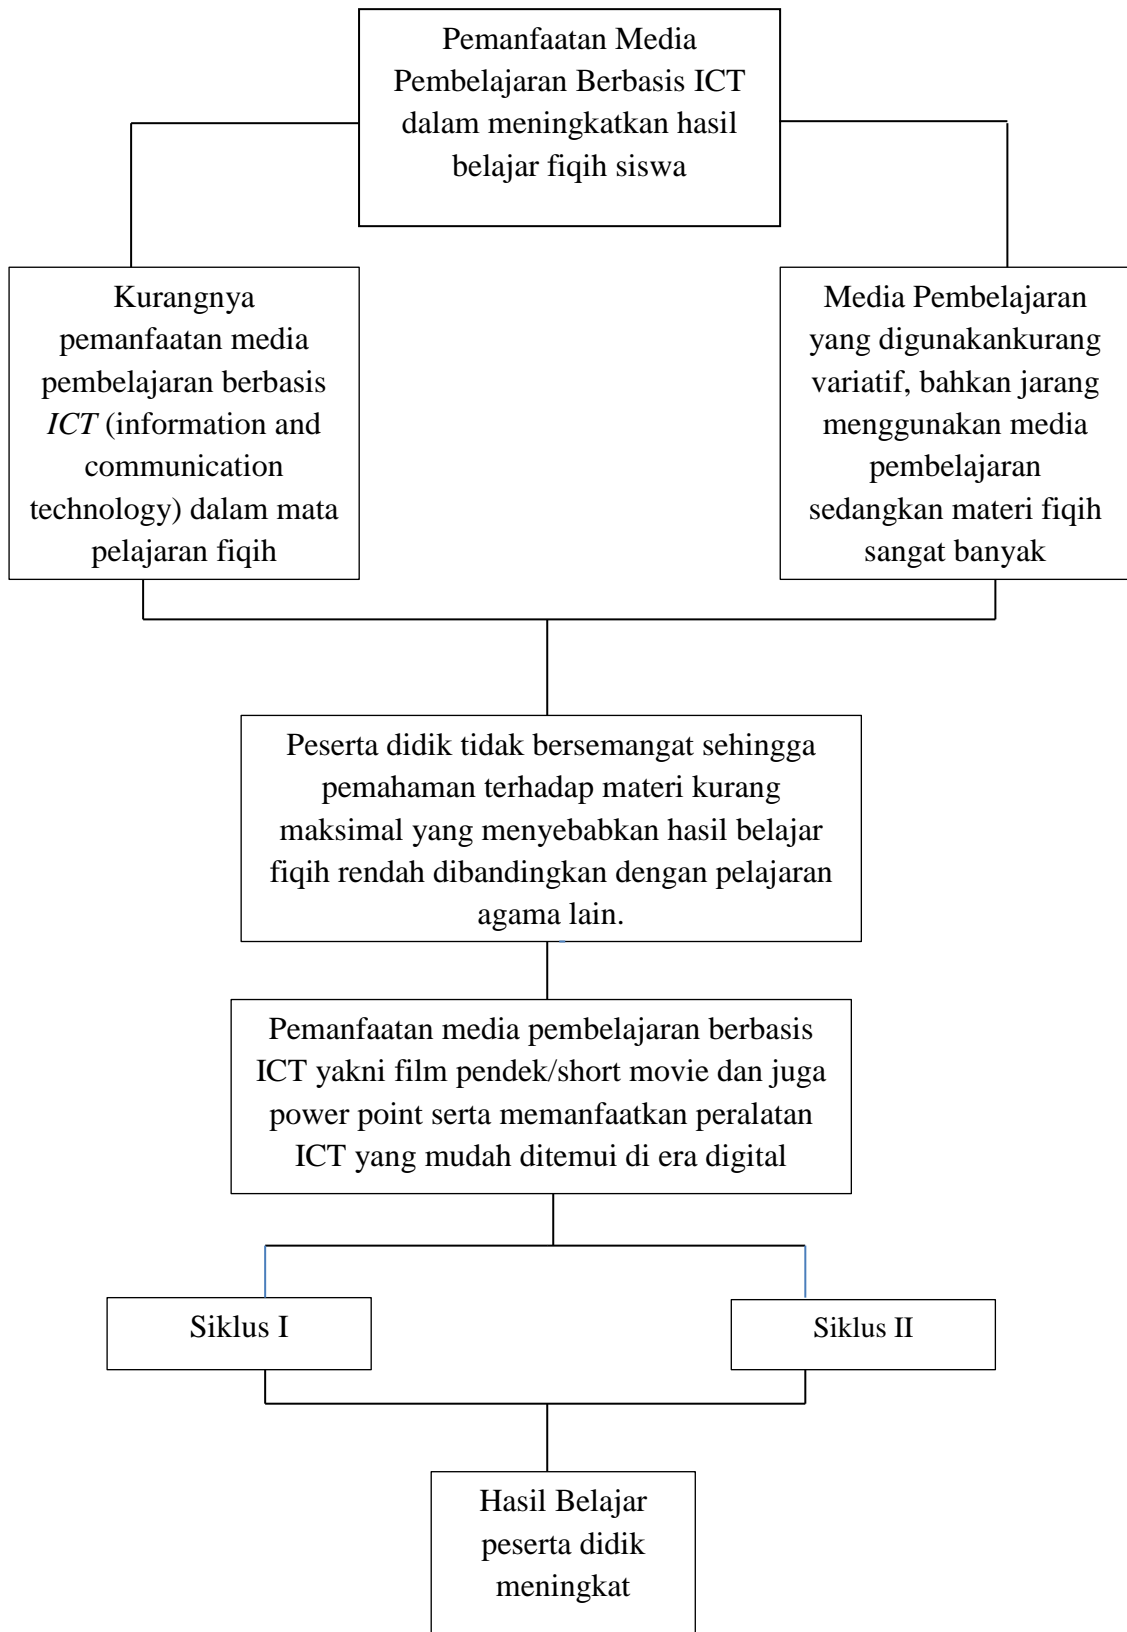 Pemanfaatan Media
Pembelajaran Berbasis ICT
dalam meningkatkan hasil
belajar fiqih siswa
Kurangnya
pemanfaatan media
pembelajaran berbasis
ICT (information and
communication
technology) dalam mata
pelajaran fiqih
Media Pembelajaran
yang digunakankurang
variatif, bahkan jarang
menggunakan media
pembelajaran
sedangkan materi fiqih
sangat banyak
Peserta didik tidak bersemangat sehingga
pemahaman terhadap materi kurang
maksimal yang menyebabkan hasil belajar
fiqih rendah dibandingkan dengan pelajaran
agama lain.
Pemanfaatan media pembelajaran berbasis
ICT yakni film pendek/short movie dan juga
power point serta memanfaatkan peralatan
ICT yang mudah ditemui di era digital
Siklus I
Siklus II
Hasil Belajar
peserta didik
meningkat